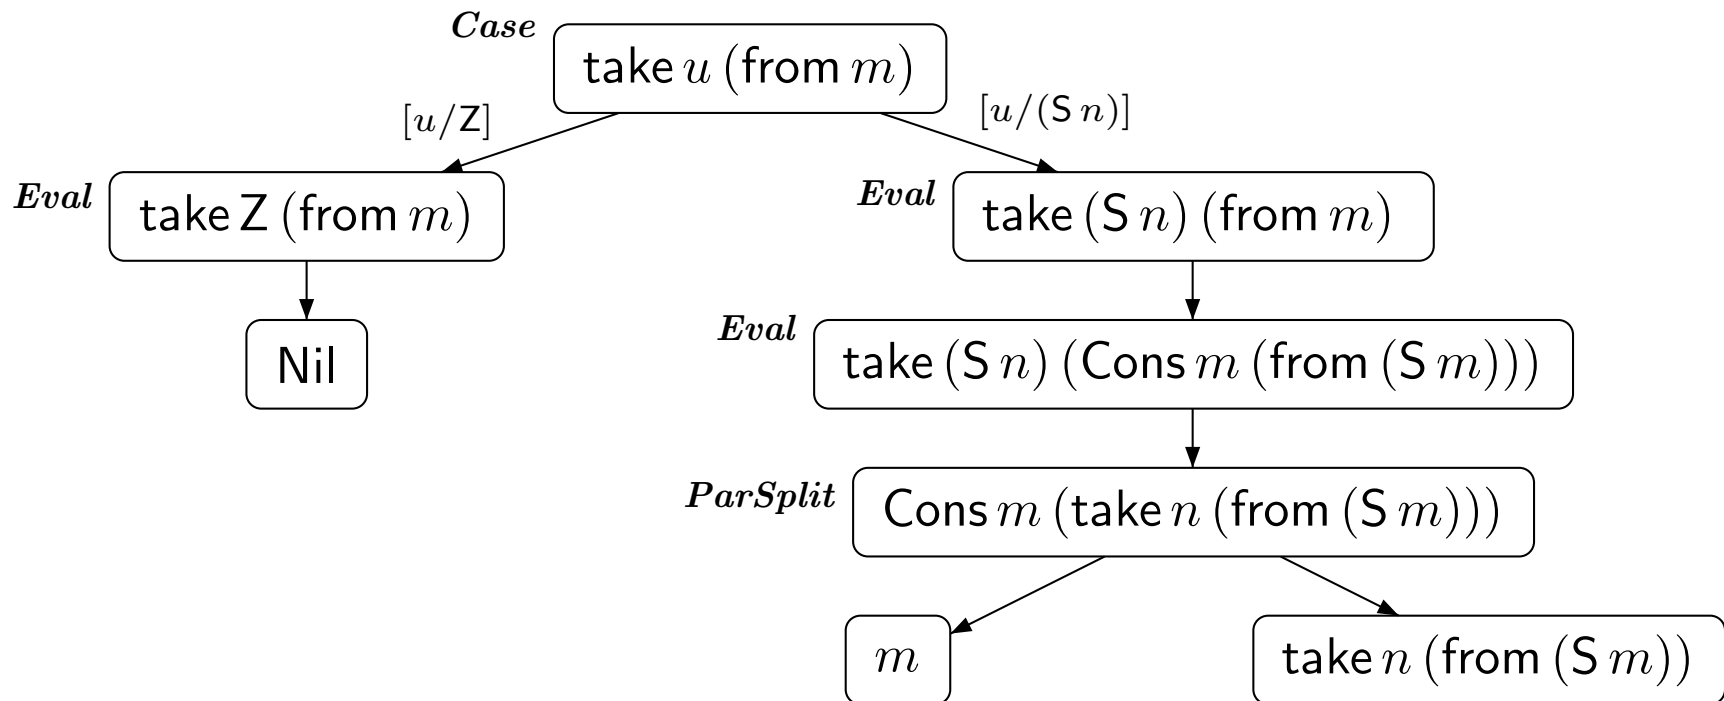 Case
take u (from m)
[u/Z]
[u/(S n)]
Eval
take Z (from m)
Eval
take (S n) (from m)
Nil
Eval
take (S n) (Cons m (from (S m)))
ParSplit
Cons m (take n (from (S m)))
m
take n (from (S m))